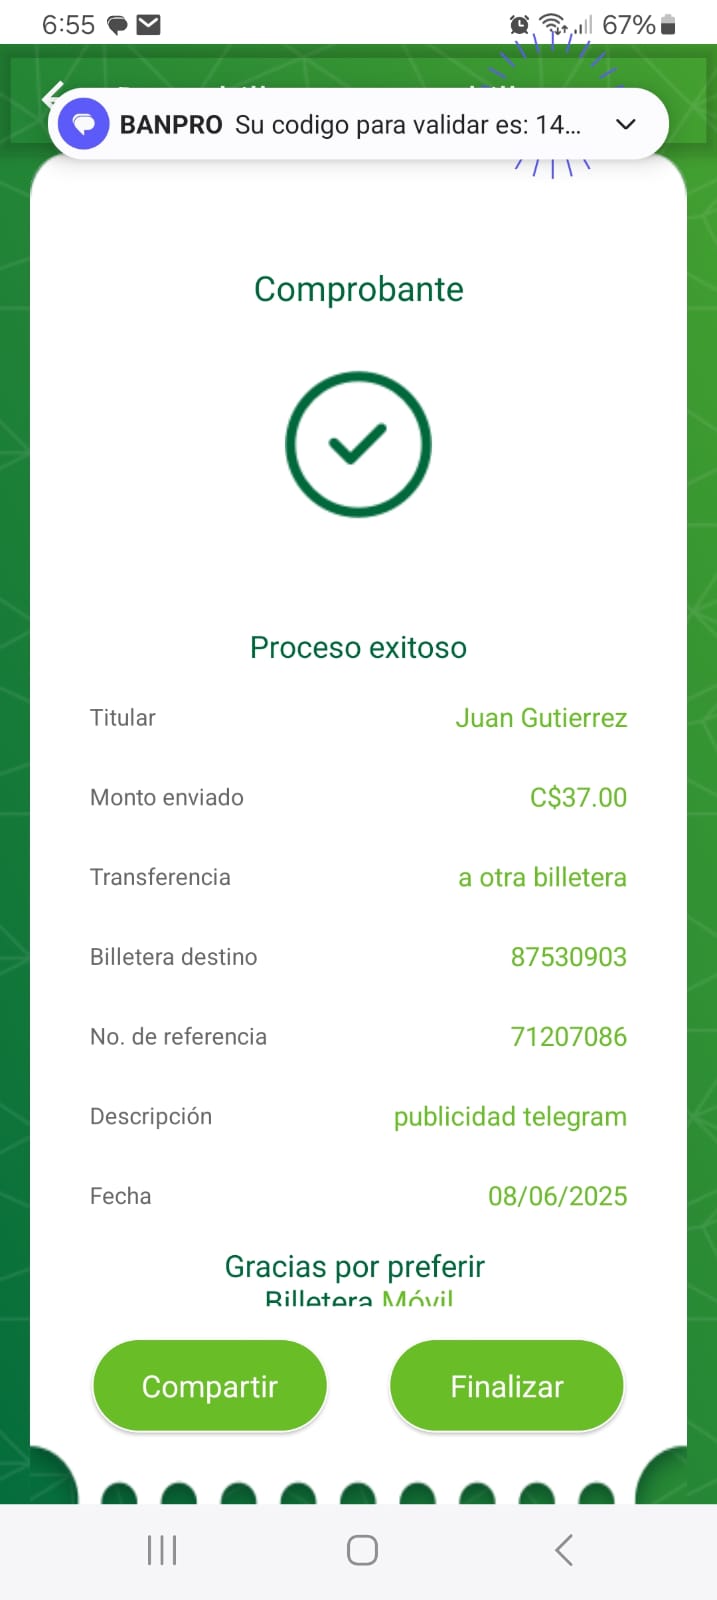 6:55
67%
BANPRO Su codigo para validar es: 14...
Comprobante
Proceso exitoso
Titular Juan Gutierrez
Monto enviado C$37.00
Transferencia a otra billetera
Billetera destino 87530903
No. de referencia 71207086
Descripción publicidad telegram
Fecha 08/06/2025
Gracias por preferir
Billetera Móvil
Compartir Finalizar